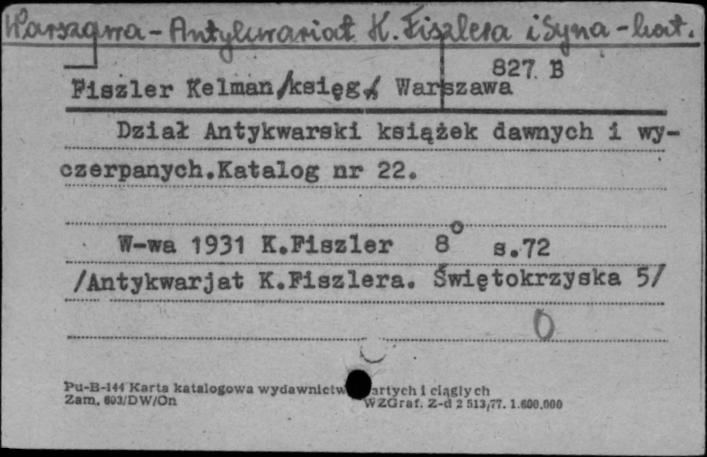 Warszawa - Antykwariat K. Fiszlera i Syna - kat.
827 B
Fiszler Kelman/księg./ Warszawa
Dział Antykwarski książek dawnych i wy-
czerpanych.Katalog nr 22.
W-wa 1931 K.Fiszler 8° s.72
/Antykwarjat K.Fiszlera. Świętokrzyska 5/
0
Pu-B-144 Karta katalogowa wydawnictw artych i ciągłych
Zam. 603/DW/On WZGraf. Z-d 2 513/77. 1.600.000